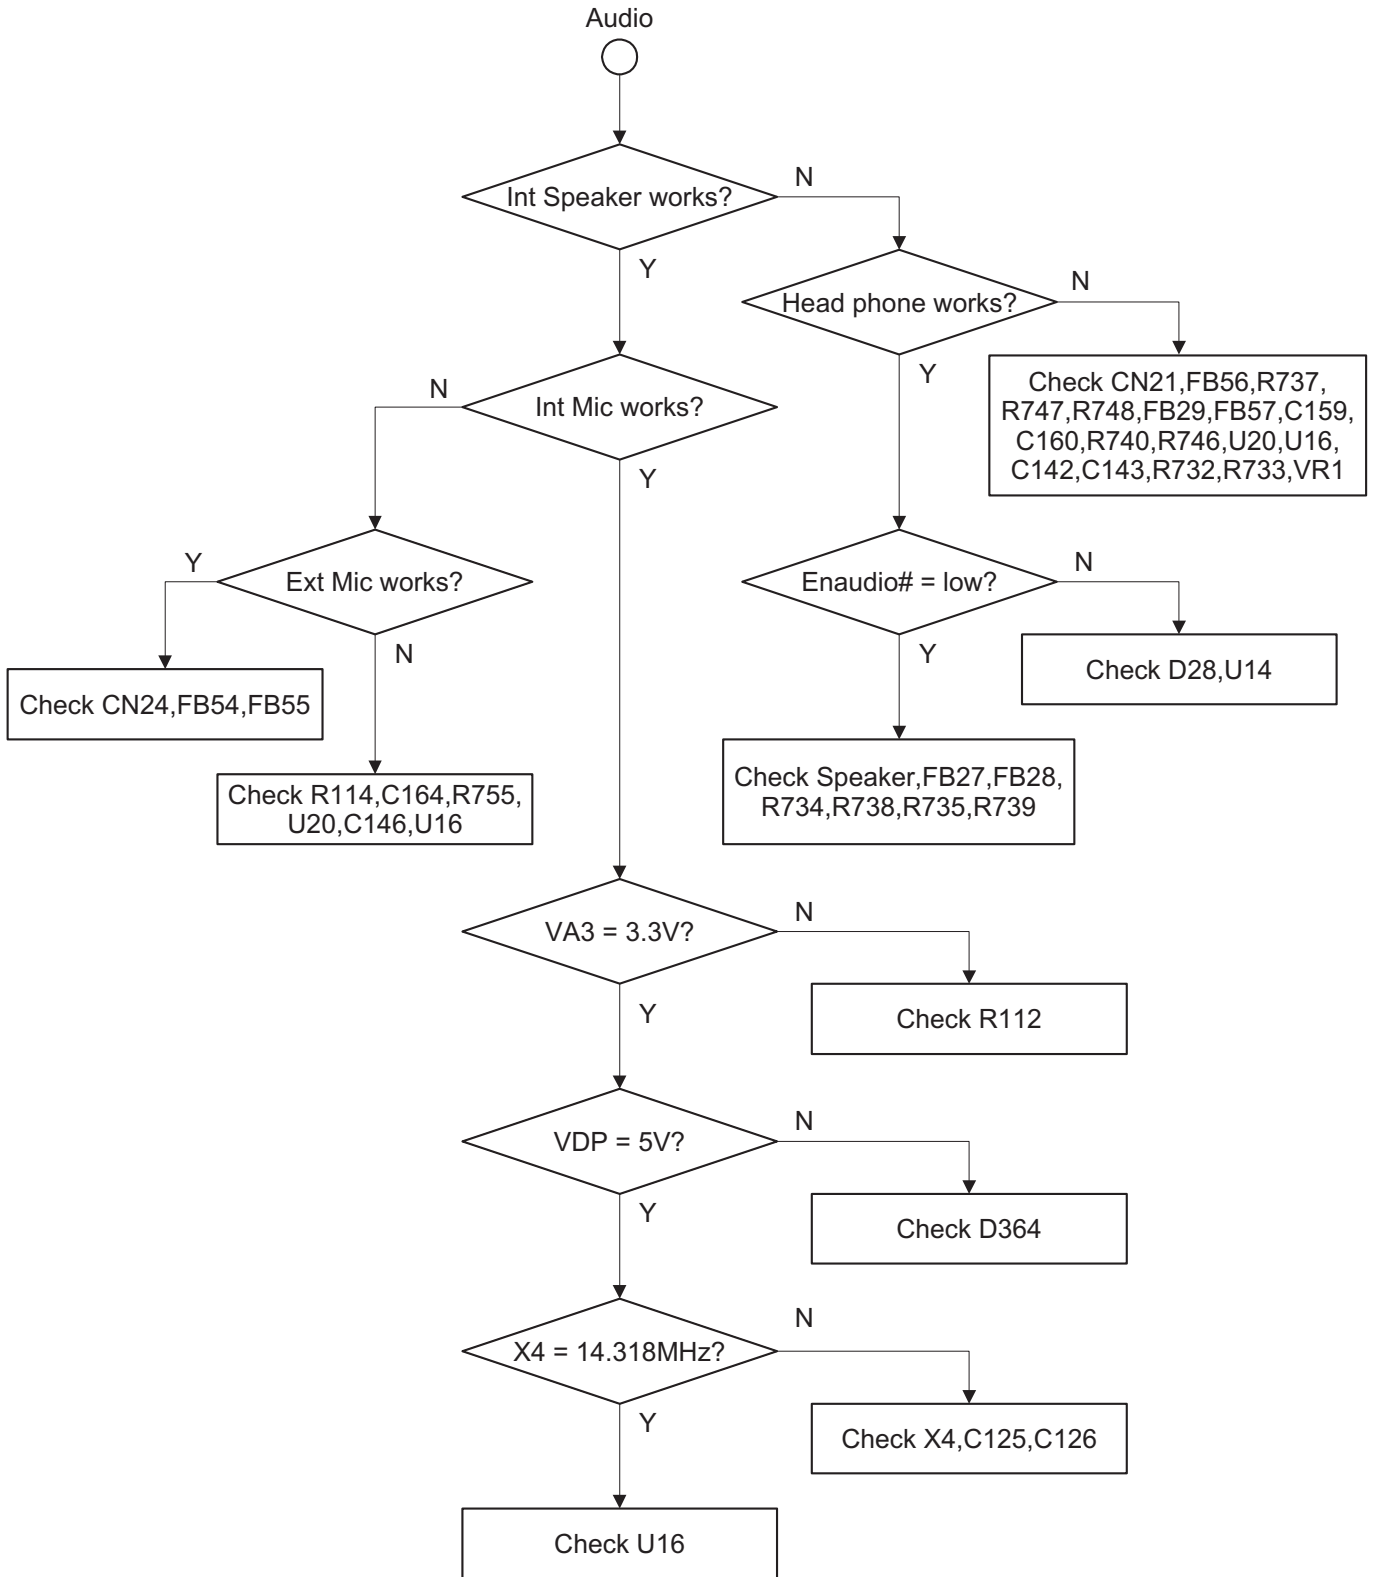 Audio
Int Speaker works?
N
Y
Head phone works?
N
Y
Check CN21,FB56,R737,
R747,R748,FB29,FB57,C159,
C160,R740,R746,U20,U16,
C142,C143,R732,R733,VR1
Int Mic works?
N
Y
Ext Mic works?
Y
N
Check CN24,FB54,FB55
Check R114,C164,R755,
U20,C146,U16
Enaudio# = low?
N
Y
Check D28,U14
Check Speaker,FB27,FB28,
R734,R738,R735,R739
VA3 = 3.3V?
N
Y
Check R112
VDP = 5V?
N
Y
Check D364
X4 = 14.318MHz?
N
Y
Check X4,C125,C126
Check U16